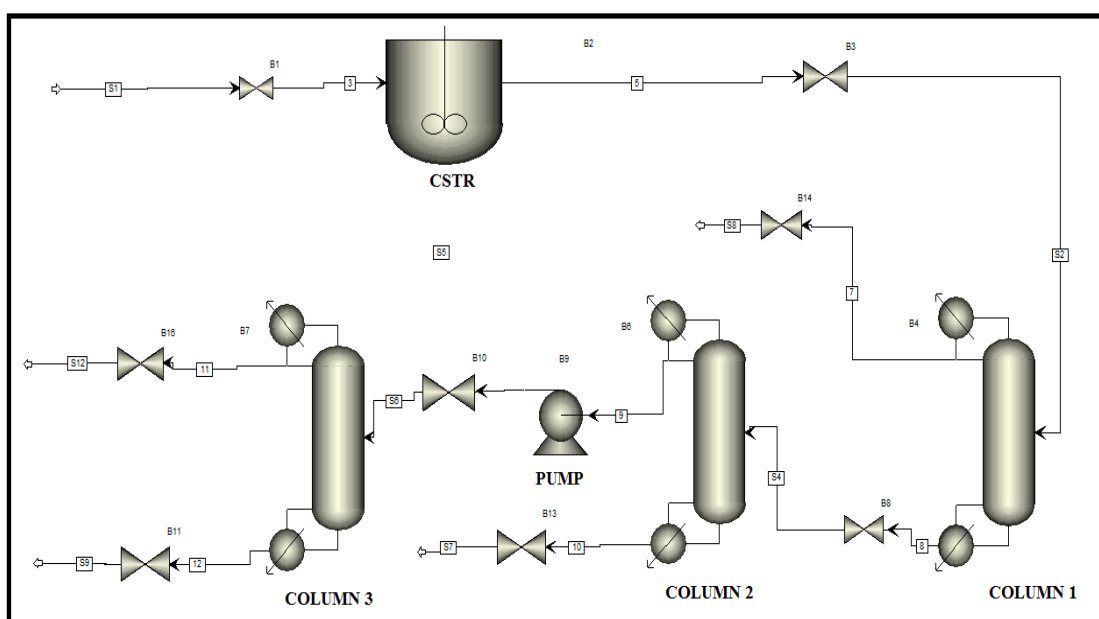 B2
B3
B1
S1
3
5
CSTR
B14
S8
S5
S2
7
B16
B7
B10
B9
B6
B4
S12
11
S6
9
PUMP
S4
B11
B13
B8
S9
12
S7
10
8
COLUMN 3
COLUMN 2
COLUMN 1